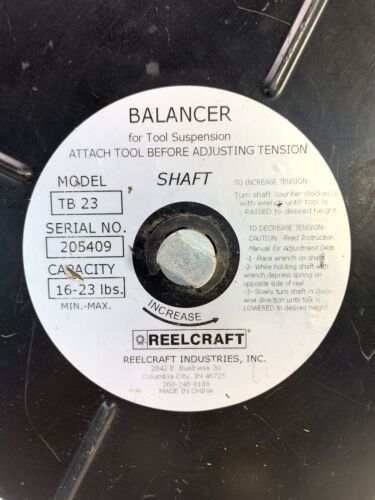 BALANCER
for Tool Suspension
ATTACH TOOL BEFORE ADJUSTING TENSION
MODEL
TB 23
SERIAL NO.
205409
CAPACITY
16-23 lbs.
MIN.-MAX.
SHAFT
TO INCREASE TENSION-
Turn shaft counter-clockwise
with wrench until tool is
RAISED to desired height.
TO DECREASE TENSION-
CAUTION: Read Instruction
Manual for Adjustment Data
-1- Place wrench on shaft
-2- While holding shaft with
wrench, depress spring on
opposite side of reel.
-3- Slowly turn shaft in clock-
wise direction until tool is
LOWERED to desired height.
INCREASE
REELCRAFT
REELCRAFT INDUSTRIES, INC.
2842 E. Business 30
Columbia City, IN 46725
260-248-8188
MADE IN CHINA